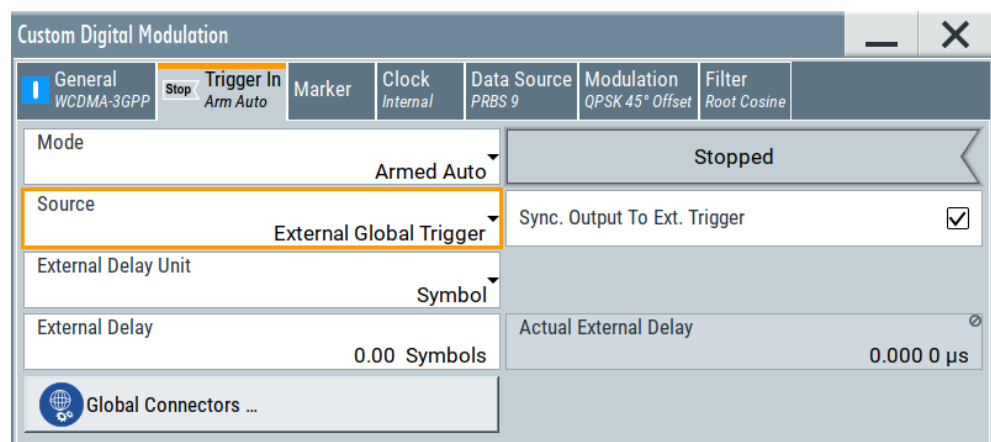 Custom Digital Modulation
General
WCDMA-3GPP
Stop
Trigger In
Arm Auto
Marker
Clock
Internal
Data Source
PRBS 9
Modulation
QPSK 45° Offset
Filter
Root Cosine
Mode
Armed Auto
Stopped
Source
External Global Trigger
Sync. Output To Ext. Trigger
External Delay Unit
Symbol
External Delay
0.00 Symbols
Actual External Delay
0.000 0 µs
Global Connectors ...